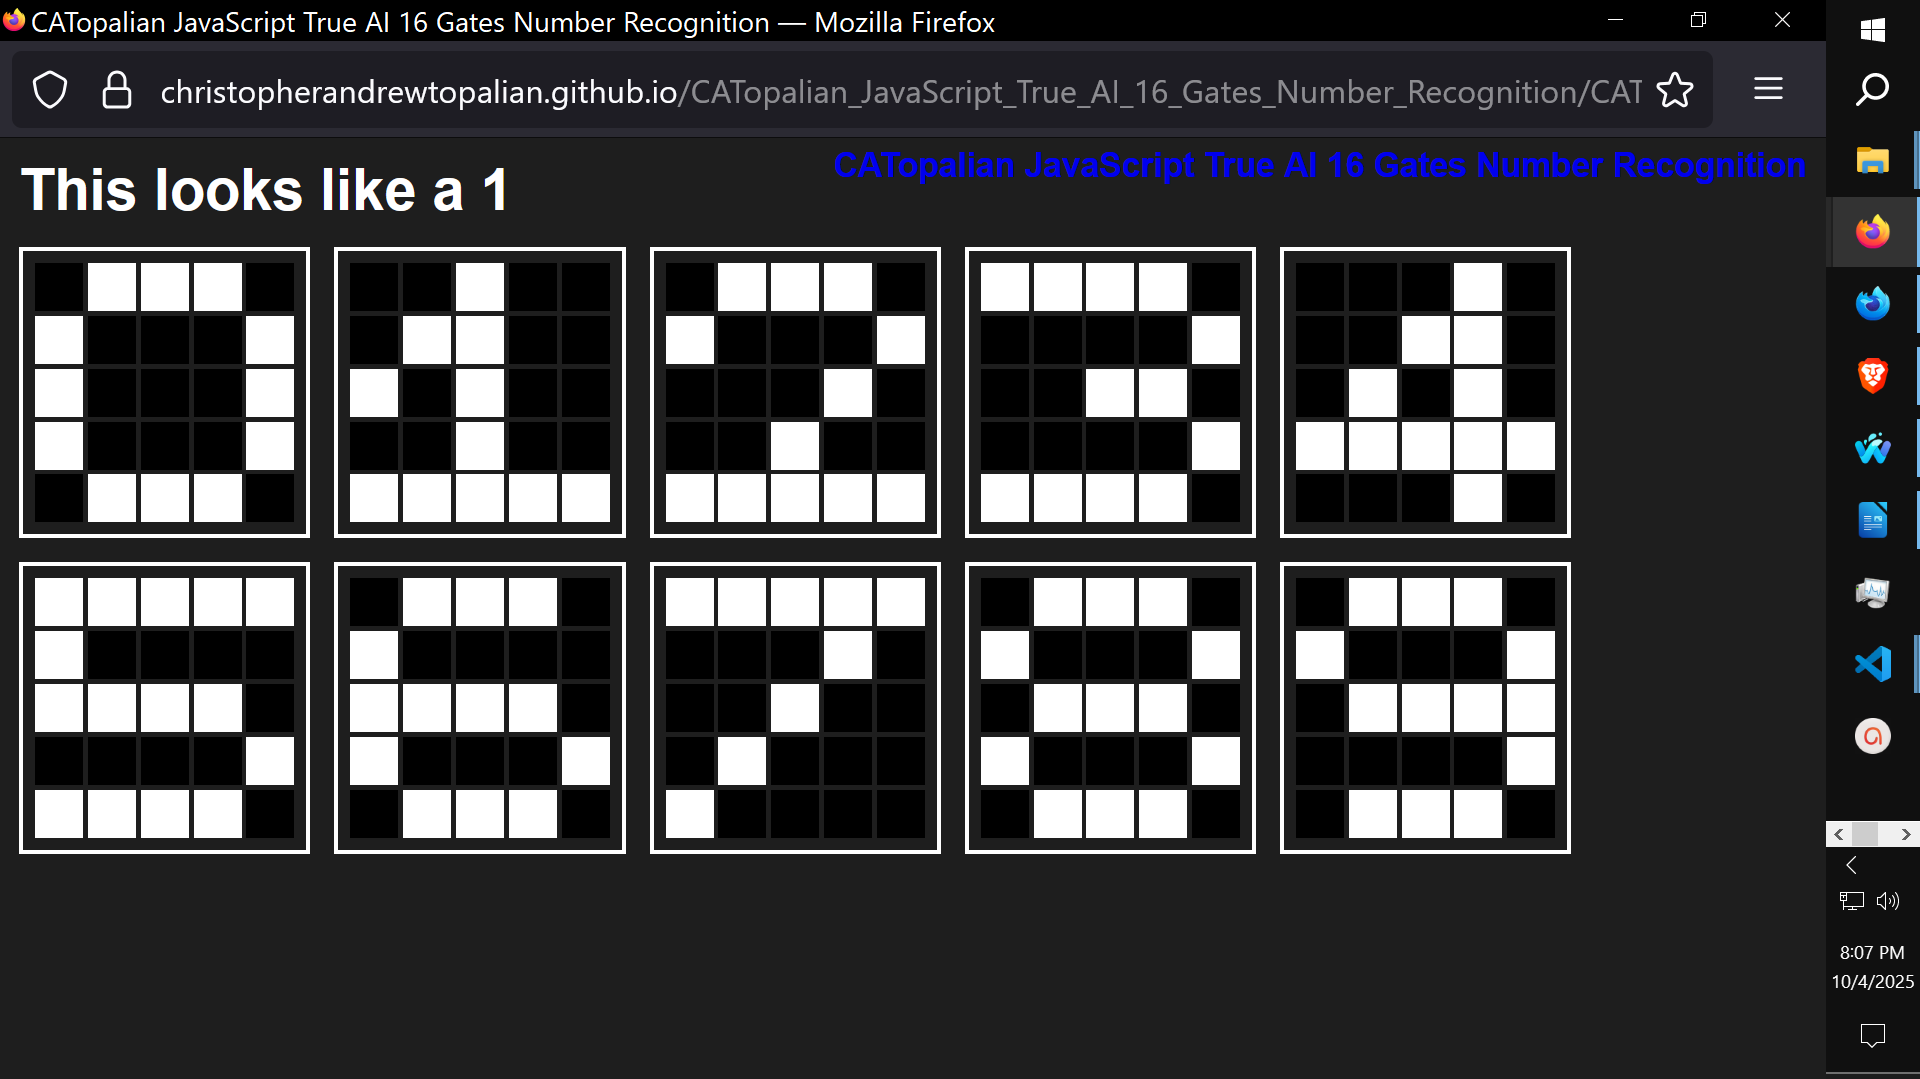 CATopalian JavaScript True AI 16 Gates Number Recognition — Mozilla Firefox
christopherandrewtopalian.github.io/CATopalian_JavaScript_True_AI_16_Gates_Number_Recognition/CAT
CATopalian JavaScript True AI 16 Gates Number Recognition
This looks like a 1
8:07 PM
10/4/2025